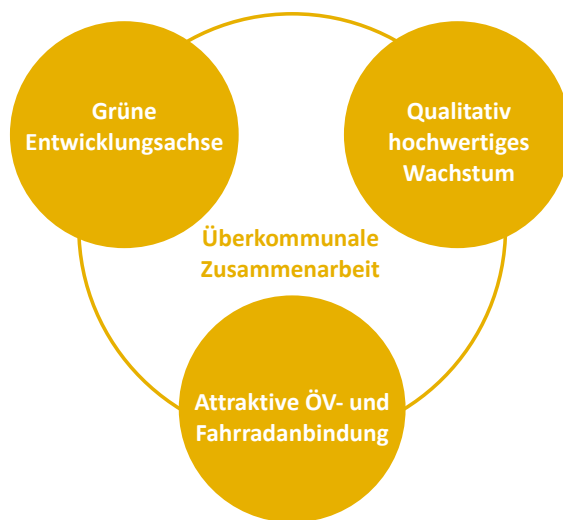 Grüne
Entwicklungsachse
Qualitativ
hochwertiges
Wachstum
Überkommunale
Zusammenarbeit
Attraktive ÖV- und
Fahrradanbindung